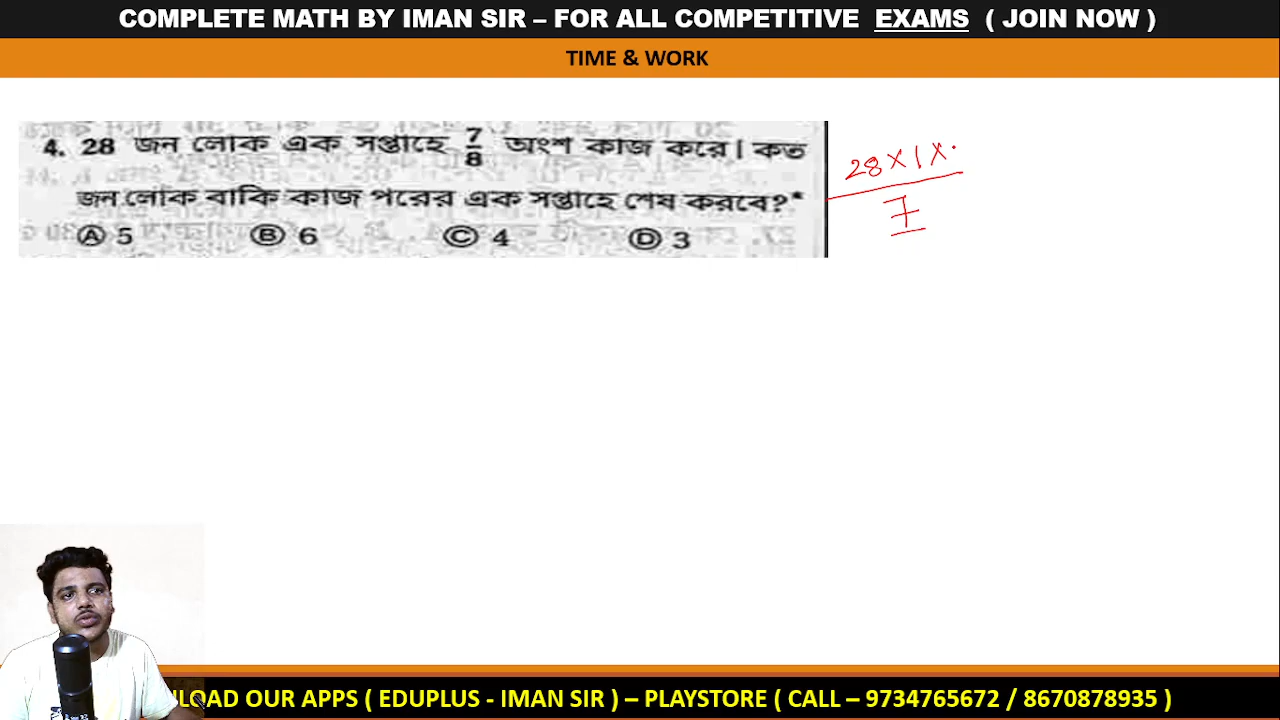 COMPLETE MATH BY IMAN SIR – FOR ALL COMPETITIVE EXAMS ( JOIN NOW )
TIME & WORK
4. 28 জন লোক এক সপ্তাহে 7/8 অংশ কাজ করে। কত
জন লোক বাকি কাজ পরের এক সপ্তাহে শেষ করবে?*
Ⓐ 5 Ⓑ 6 Ⓒ 4 Ⓓ 3
28 × 1 ×
7
NLOAD OUR APPS ( EDUPLUS - IMAN SIR ) – PLAYSTORE ( CALL – 9734765672 / 8670878935 )